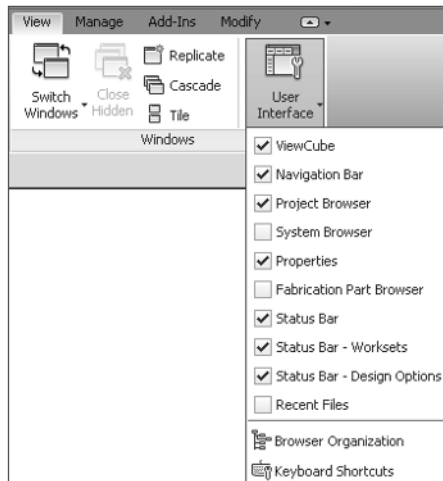 View Manage Add-Ins Modify
Replicate
Cascade
Tile
Switch Windows
Close Hidden
User Interface
Windows
ViewCube
Navigation Bar
Project Browser
System Browser
Properties
Fabrication Part Browser
Status Bar
Status Bar - Worksets
Status Bar - Design Options
Recent Files
Browser Organization
Keyboard Shortcuts